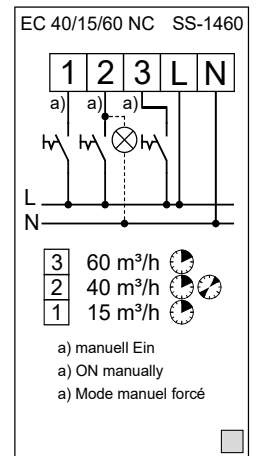 EC 40/15/60 NC SS-1460
1 2 3 L N
a) a) a)
L
N
3 60 m³/h
2 40 m³/h
1 15 m³/h
a) manuell Ein
a) ON manually
a) Mode manuel forcé